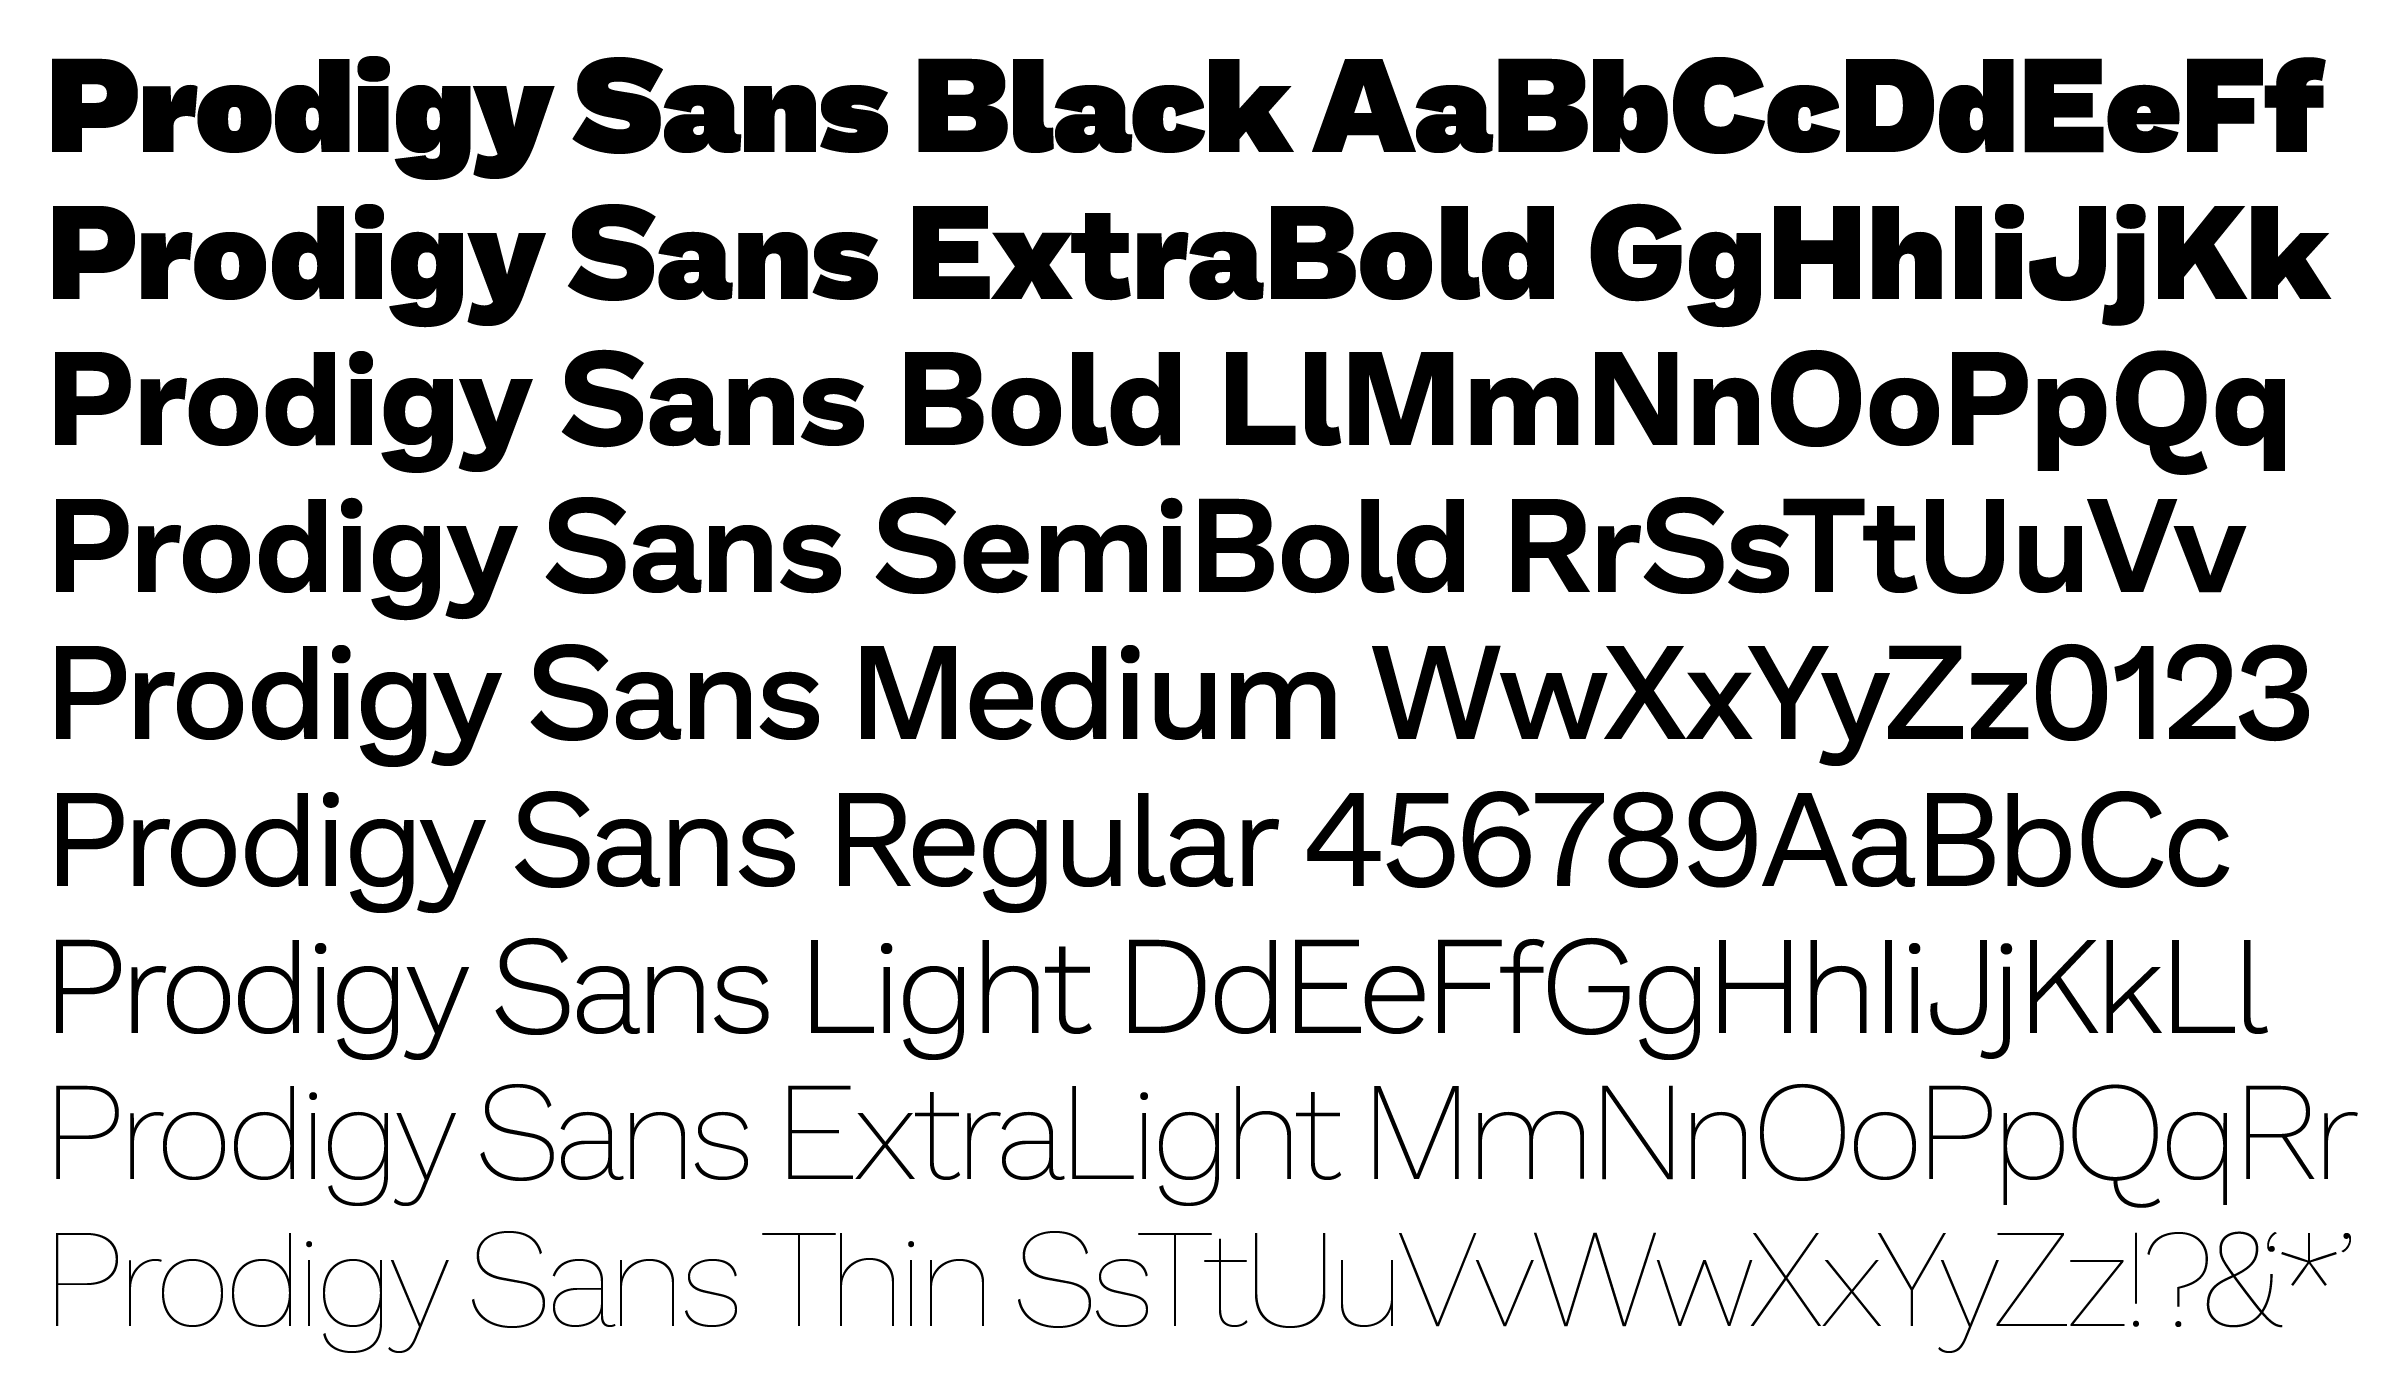 Prodigy Sans Black AaBbCcDdEeFf
Prodigy Sans ExtraBold GgHhIiJjKk
Prodigy Sans Bold LlMmNnOoPpQq
Prodigy Sans SemiBold RrSsTtUuVv
Prodigy Sans Medium WwXxYyZz0123
Prodigy Sans Regular 456789AaBbCc
Prodigy Sans Light DdEeFfGgHhIiJjKkLl
Prodigy Sans ExtraLight MmNnOoPpQqRr
Prodigy Sans Thin SsTtUuVvWwXxYyZz!?&‘*’